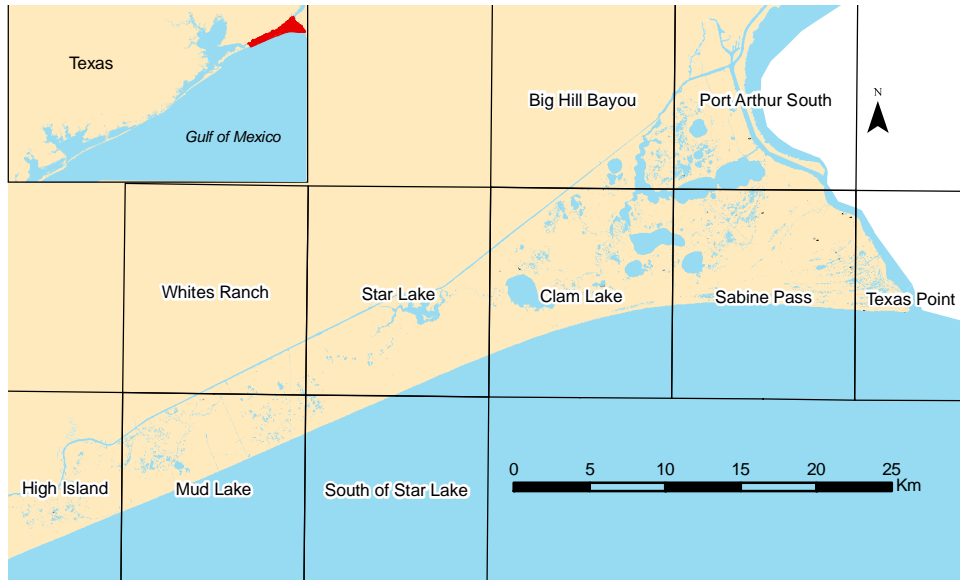 Texas
Gulf of Mexico
Big Hill Bayou
Port Arthur South
N
Whites Ranch
Star Lake
Clam Lake
Sabine Pass
Texas Point
High Island
Mud Lake
South of Star Lake
0 5 10 15 20 25
Km